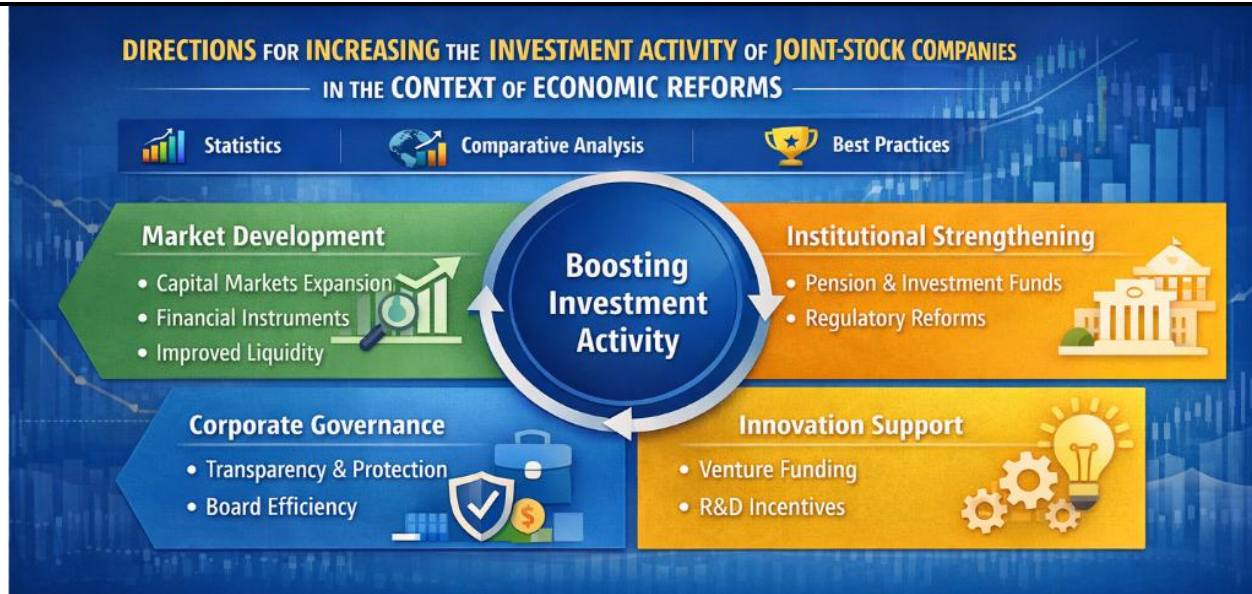 DIRECTIONS FOR INCREASING THE INVESTMENT ACTIVITY OF JOINT-STOCK COMPANIES
IN THE CONTEXT OF ECONOMIC REFORMS
Statistics
Comparative Analysis
Best Practices
Market Development
• Capital Markets Expansion
• Financial Instruments
• Improved Liquidity
Boosting
Investment
Activity
Institutional Strengthening
• Pension & Investment Funds
• Regulatory Reforms
Corporate Governance
• Transparency & Protection
• Board Efficiency
$
Innovation Support
• Venture Funding
• R&D Incentives